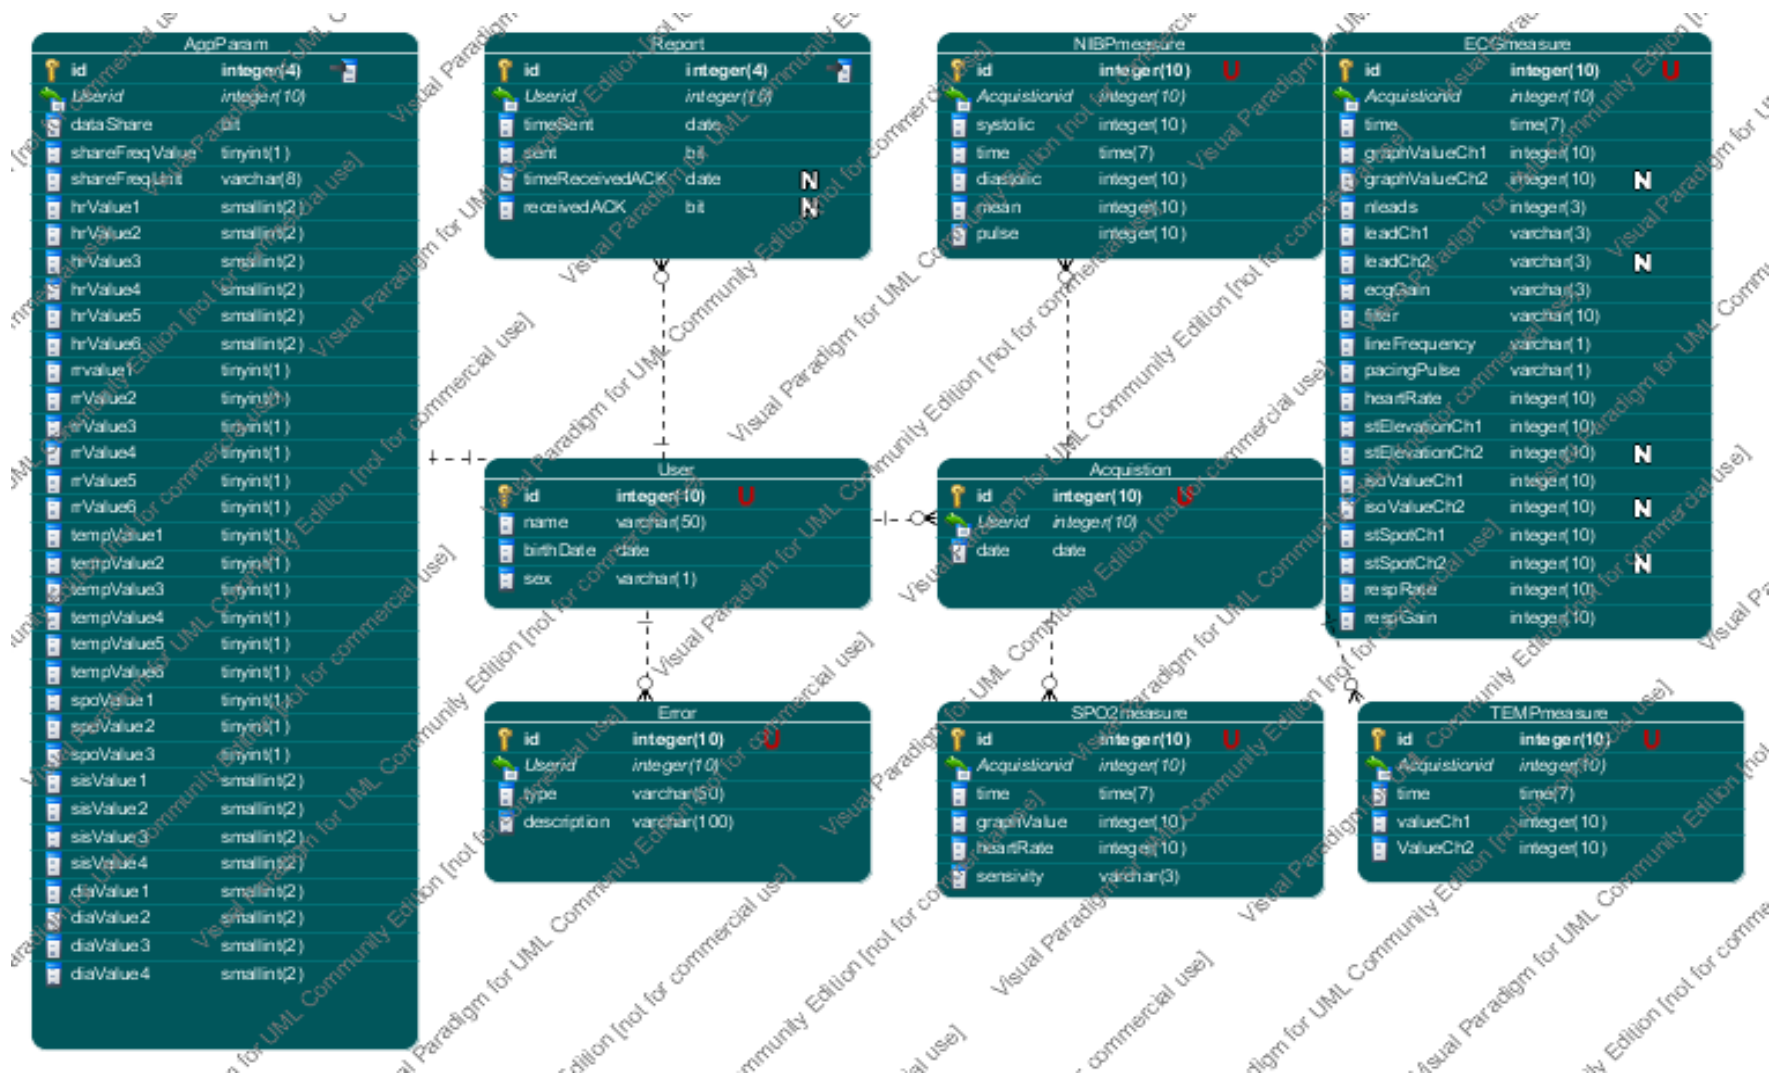 AppParam
id integer(4)
Userid integer(10)
dataShare bit
shareFreqValue tinyint(1)
shareFreqUnit varchar(8)
hrValue1 smallint(2)
hrValue2 smallint(2)
hrValue3 smallint(2)
hrValue4 smallint(2)
hrValue5 smallint(2)
hrValue6 smallint(2)
rrvalue1 tinyint(1)
rrValue2 tinyint(1)
rrValue3 tinyint(1)
rrValue4 tinyint(1)
rrValue5 tinyint(1)
rrValue6 tinyint(1)
tempValue1 tinyint(1)
tempValue2 tinyint(1)
tempValue3 tinyint(1)
tempValue4 tinyint(1)
tempValue5 tinyint(1)
tempValue6 tinyint(1)
spoValue1 tinyint(1)
spoValue2 tinyint(1)
spoValue3 tinyint(1)
sisValue1 smallint(2)
sisValue2 smallint(2)
sisValue3 smallint(2)
sisValue4 smallint(2)
diaValue1 smallint(2)
diaValue2 smallint(2)
diaValue3 smallint(2)
diaValue4 smallint(2)
Report
id integer(4)
Userid integer(10)
timeSent date
sent bit
timeReceivedACK date N
receivedACK bit N
User
id integer(10) U
name varchar(50)
birthDate date
sex varchar(1)
Error
id integer(10) U
Userid integer(10)
type varchar(50)
description varchar(100)
NIBPmeasure
id integer(10) U
Acquistionid integer(10)
systolic integer(10)
time time(7)
diastolic integer(10)
mean integer(10)
pulse integer(10)
Acquistion
id integer(10) U
Userid integer(10)
date date
SPO2measure
id integer(10) U
Acquistionid integer(10)
time time(7)
graphValue integer(10)
heartRate integer(10)
sensivity varchar(3)
ECGmeasure
id integer(10) U
Acquistionid integer(10)
time time(7)
graphValueCh1 integer(10)
graphValueCh2 integer(10) N
nleads integer(3)
leadCh1 varchar(3)
leadCh2 varchar(3) N
ecgGain varchar(3)
filter varchar(10)
lineFrequency varchar(1)
pacingPulse varchar(1)
heartRate integer(10)
stElevationCh1 integer(10)
stElevationCh2 integer(10) N
isoValueCh1 integer(10)
isoValueCh2 integer(10) N
stSpotCh1 integer(10)
stSpotCh2 integer(10) N
respRate integer(10)
respGain integer(10)
TEMPmeasure
id integer(10) U
Acquistionid integer(10)
time time(7)
valueCh1 integer(10)
ValueCh2 integer(10)
Visual Paradigm for UML Community Edition [not for commercial use]